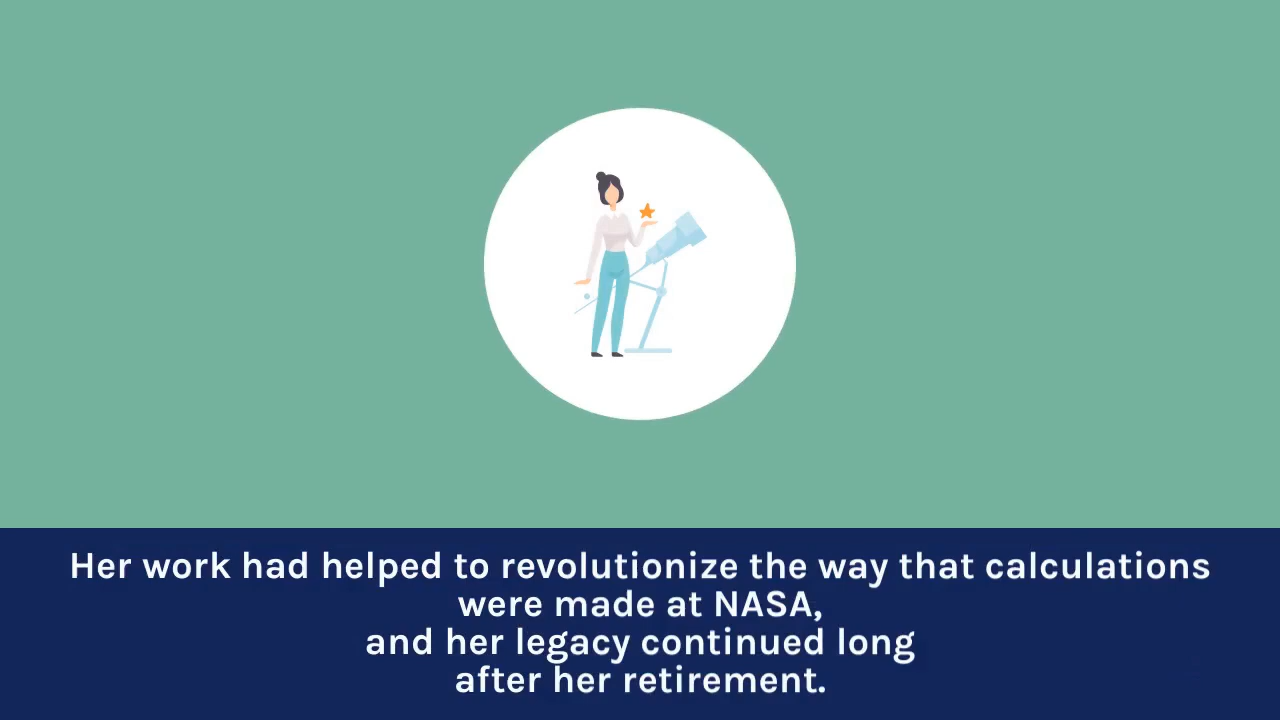 Her work had helped to revolutionize the way that calculations
were made at NASA,
and her legacy continued long
after her retirement.